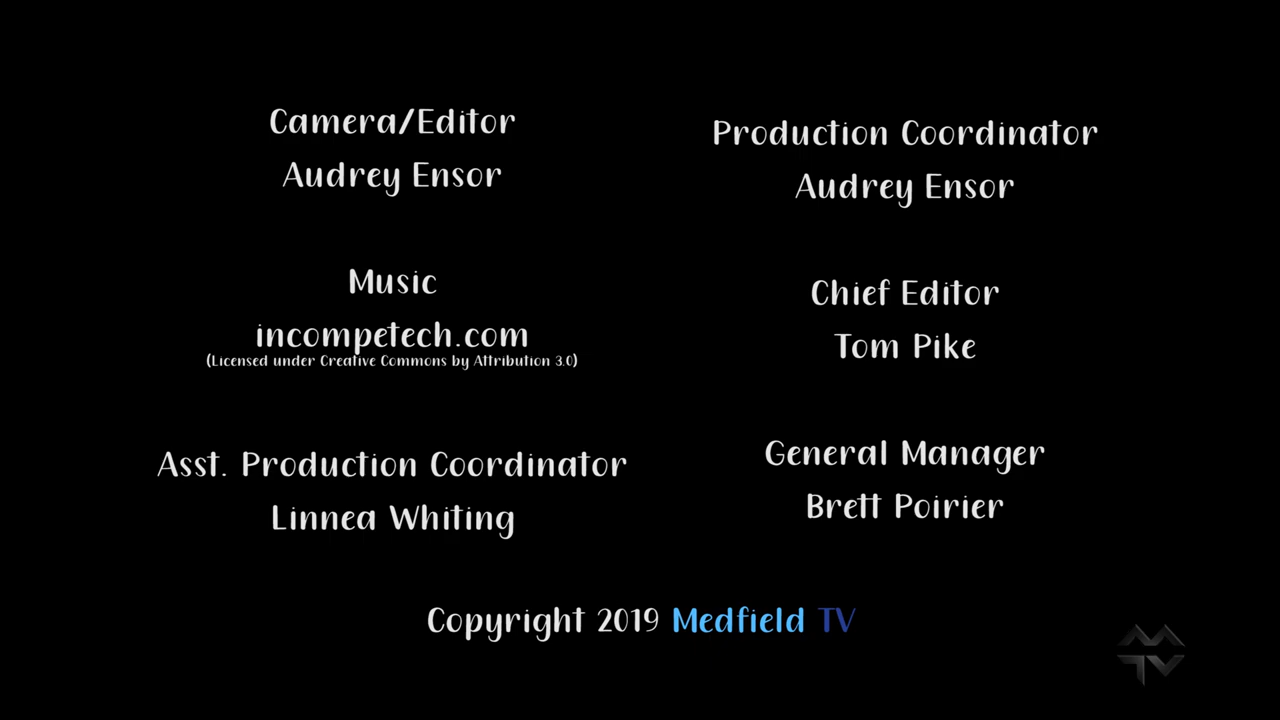 Camera/Editor
Audrey Ensor
Music
incompetech.com
(Licensed under Creative Commons by Attribution 3.0)
Asst. Production Coordinator
Linnea Whiting
Production Coordinator
Audrey Ensor
Chief Editor
Tom Pike
General Manager
Brett Poirier
Copyright 2019 Medfield TV
M
TV